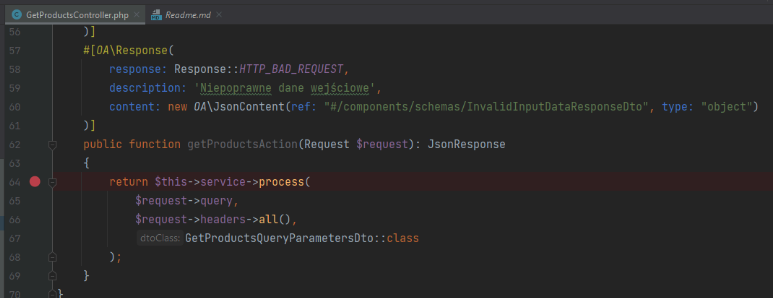 GetProductsController.php Readme.md
56 )]
57 #[OA\Response(
58 response: Response::HTTP_BAD_REQUEST,
59 description: 'Niepoprawne dane wejściowe',
60 content: new OA\JsonContent(ref: "#/components/schemas/InvalidInputDataResponseDto", type: "object")
61 )]
62 public function getProductsAction(Request $request): JsonResponse
63 {
64 return $this->service->process(
65 $request->query,
66 $request->headers->all(),
67 dtoClass: GetProductsQueryParametersDto::class
68 );
69 }
70 }